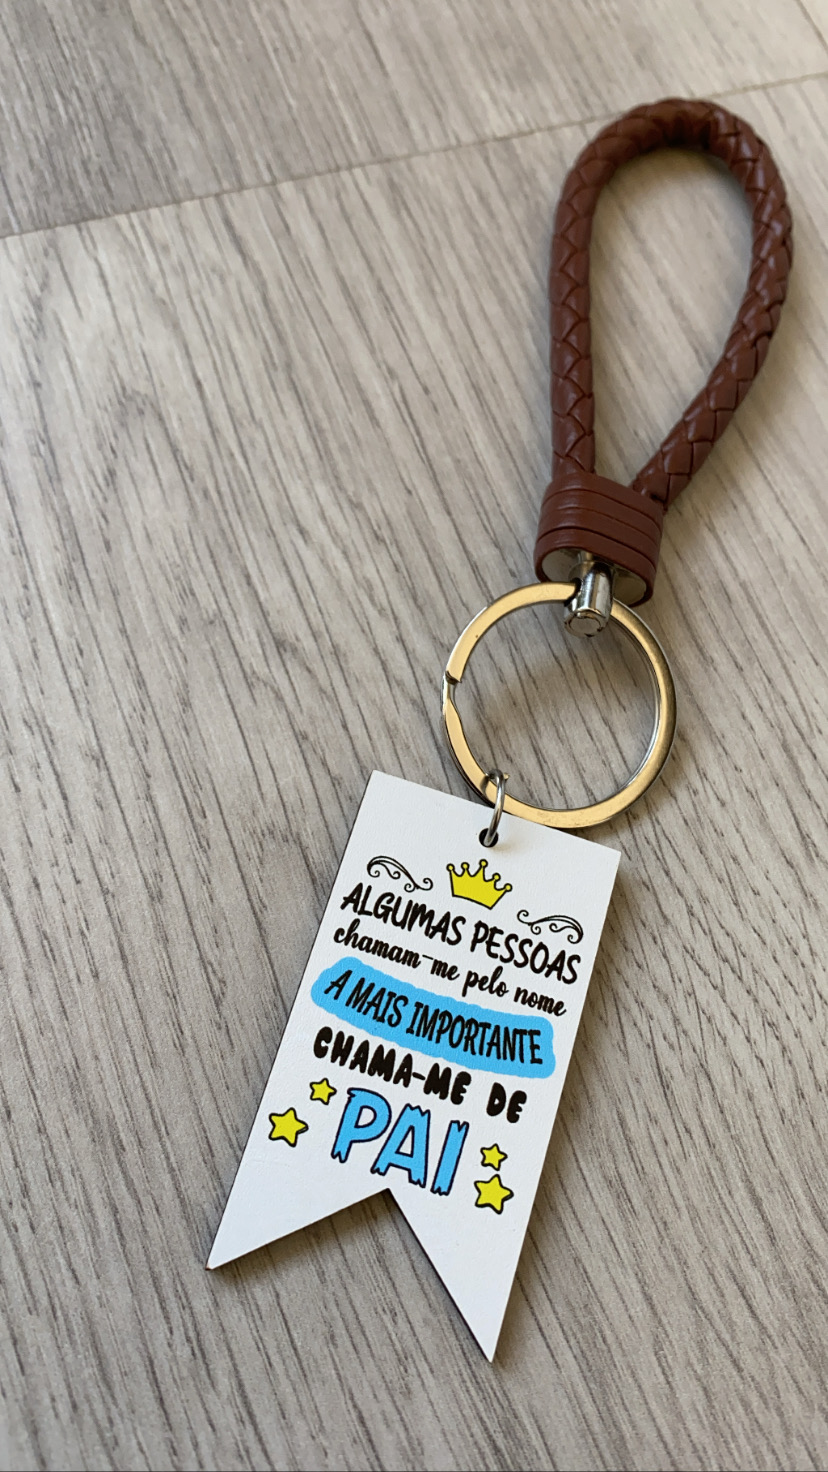 ALGUMAS PESSOAS
chamam-me pelo nome
A MAIS IMPORTANTE
CHAMA-ME DE
PAI